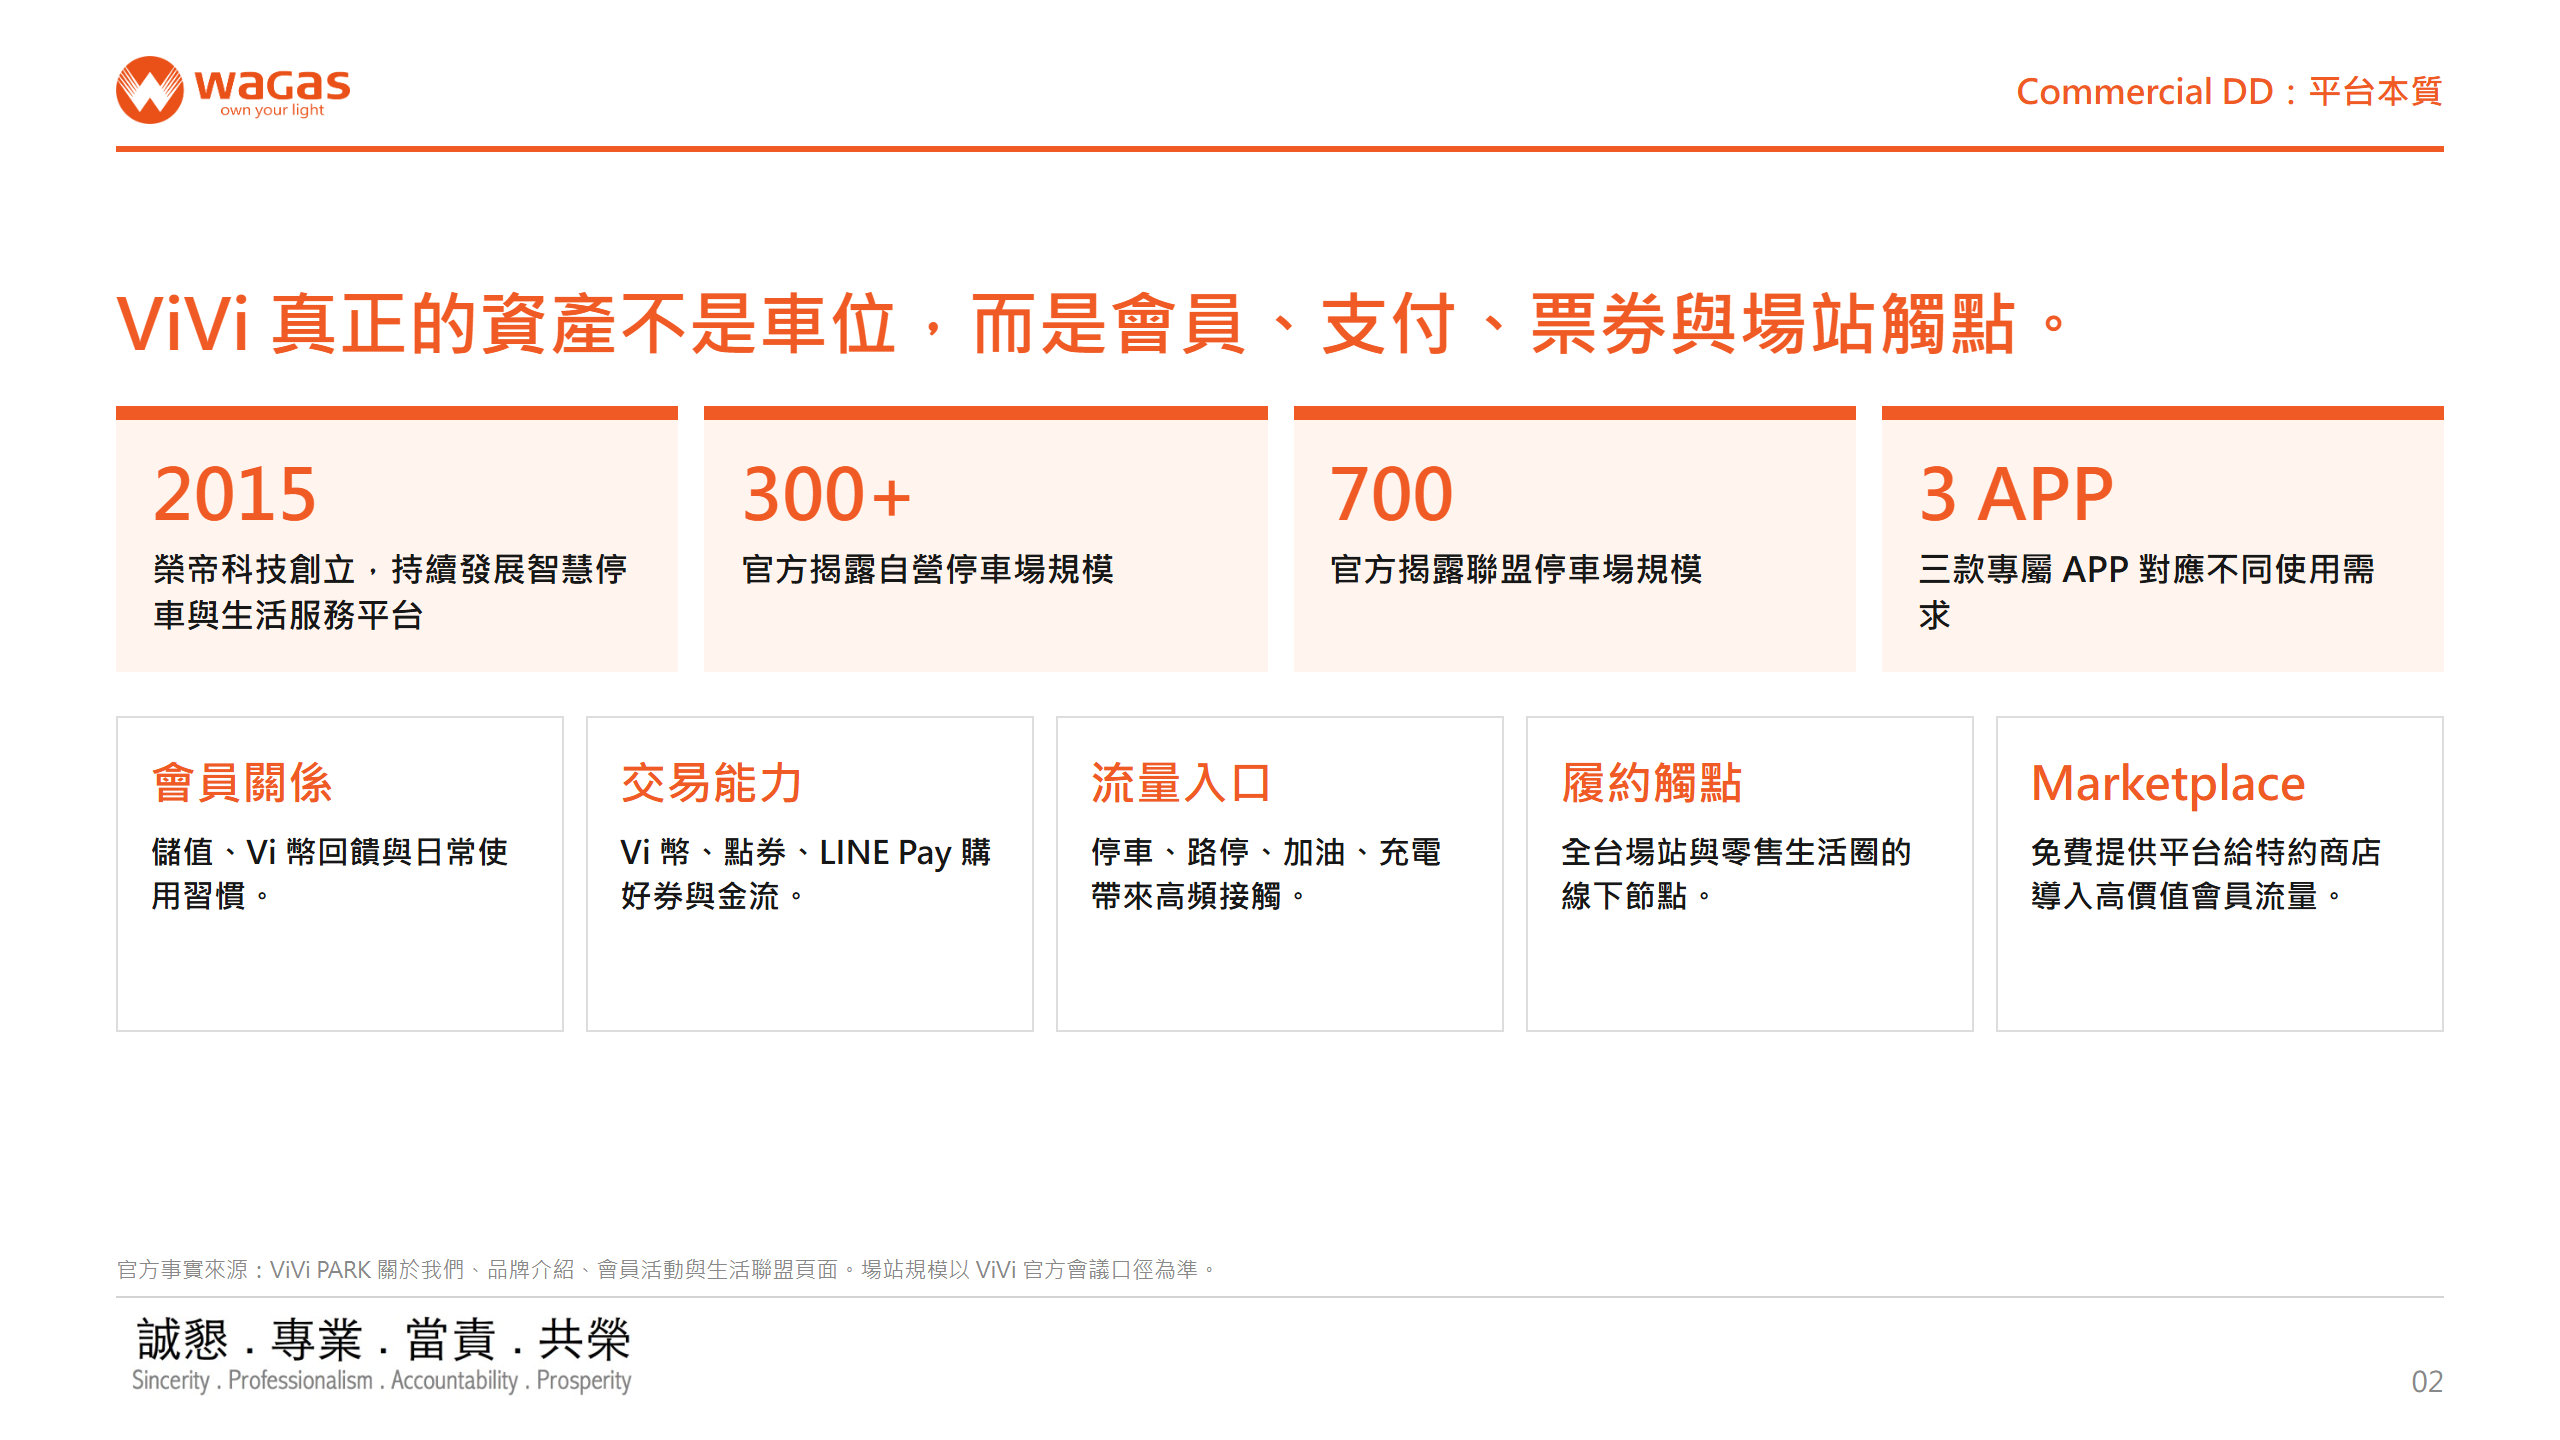 wagas
own your light
Commercial DD：平台本質
ViVi 真正的資產不是車位，而是會員、支付、票券與場站觸點。
2015
榮帝科技創立，持續發展智慧停
車與生活服務平台
300+
官方揭露自營停車場規模
700
官方揭露聯盟停車場規模
3 APP
三款專屬 APP 對應不同使用需
求
會員關係
儲值、Vi 幣回饋與日常使
用習慣。
交易能力
Vi 幣、點券、LINE Pay 購
好券與金流。
流量入口
停車、路停、加油、充電
帶來高頻接觸。
履約觸點
全台場站與零售生活圈的
線下節點。
Marketplace
免費提供平台給特約商店
導入高價值會員流量。
官方事實來源：ViVi PARK 關於我們、品牌介紹、會員活動與生活聯盟頁面。場站規模以 ViVi 官方會議口徑為準。
誠懇 . 專業 . 當責 . 共榮
Sincerity . Professionalism . Accountability . Prosperity
02